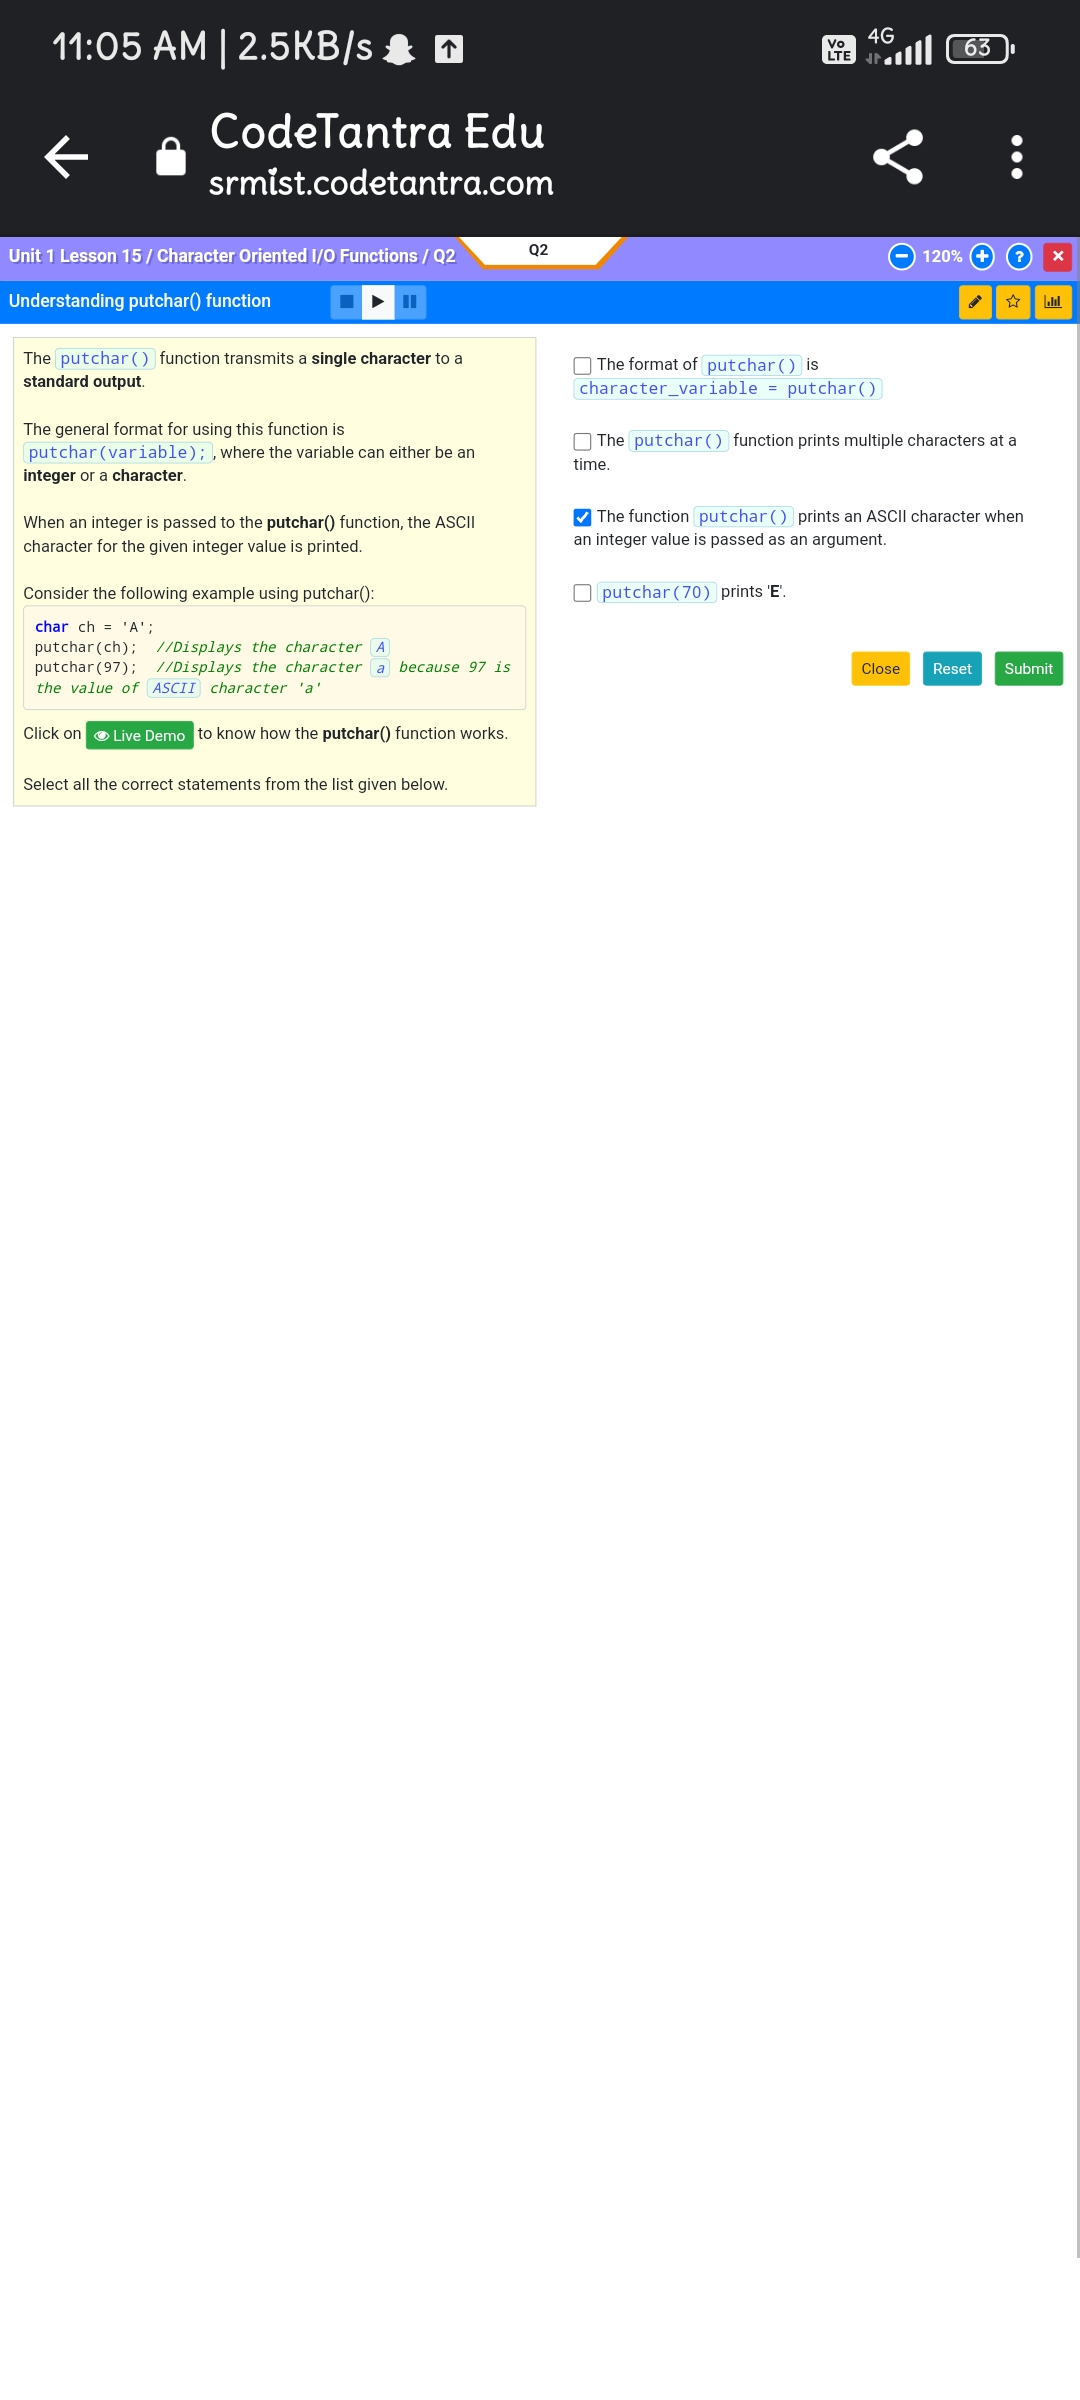 11:05 AM | 2.5KB/s
Vo LTE
4G
63
CodeTantra Edu
srmist.codetantra.com
Unit 1 Lesson 15 / Character Oriented I/O Functions / Q2
Q2
120%
?
Understanding putchar() function
The putchar() function transmits a single character to a
standard output.
The general format for using this function is
putchar(variable);, where the variable can either be an
integer or a character.
When an integer is passed to the putchar() function, the ASCII
character for the given integer value is printed.
Consider the following example using putchar():
char ch = 'A';
putchar(ch);  //Displays the character A
putchar(97);  //Displays the character a because 97 is
the value of ASCII character 'a'
Click on Live Demo to know how the putchar() function works.
Select all the correct statements from the list given below.
The format of putchar() is
character_variable = putchar()
The putchar() function prints multiple characters at a
time.
The function putchar() prints an ASCII character when
an integer value is passed as an argument.
putchar(70) prints 'E'.
Close
Reset
Submit